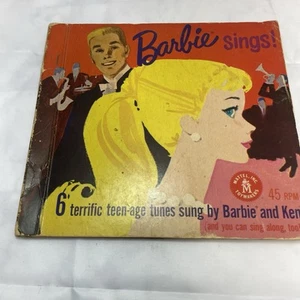 Barbie sings!
MATTEL, INC.
M
TOYMAKERS
45 RPM
6 terrific teen-age tunes sung by Barbie and Ken
(and you can sing along, too